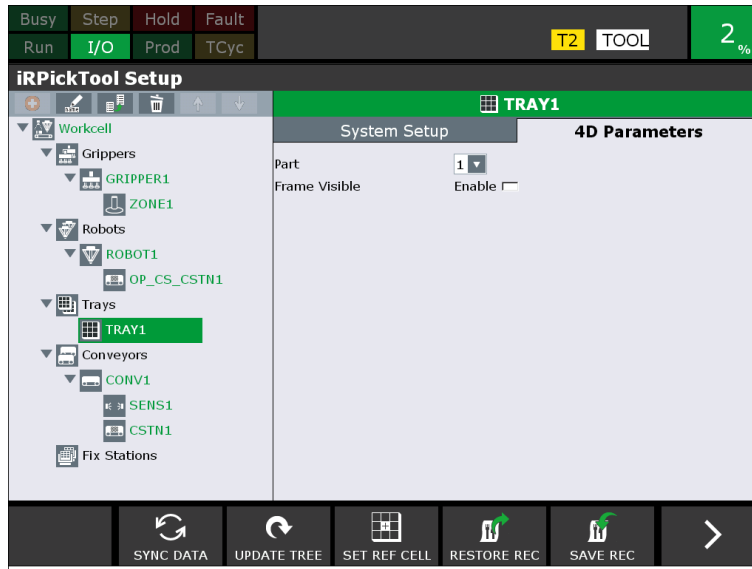 Busy Step Hold Fault
Run I/O Prod TCyc
T2 TOOL
2%
iRPickTool Setup
TRAY1
System Setup 4D Parameters
Workcell
Grippers
GRIPPER1
ZONE1
Robots
ROBOT1
OP_CS_CSTN1
Trays
TRAY1
Conveyors
CONV1
SENS1
CSTN1
Fix Stations
Part 1
Frame Visible Enable
SYNC DATA UPDATE TREE SET REF CELL RESTORE REC SAVE REC